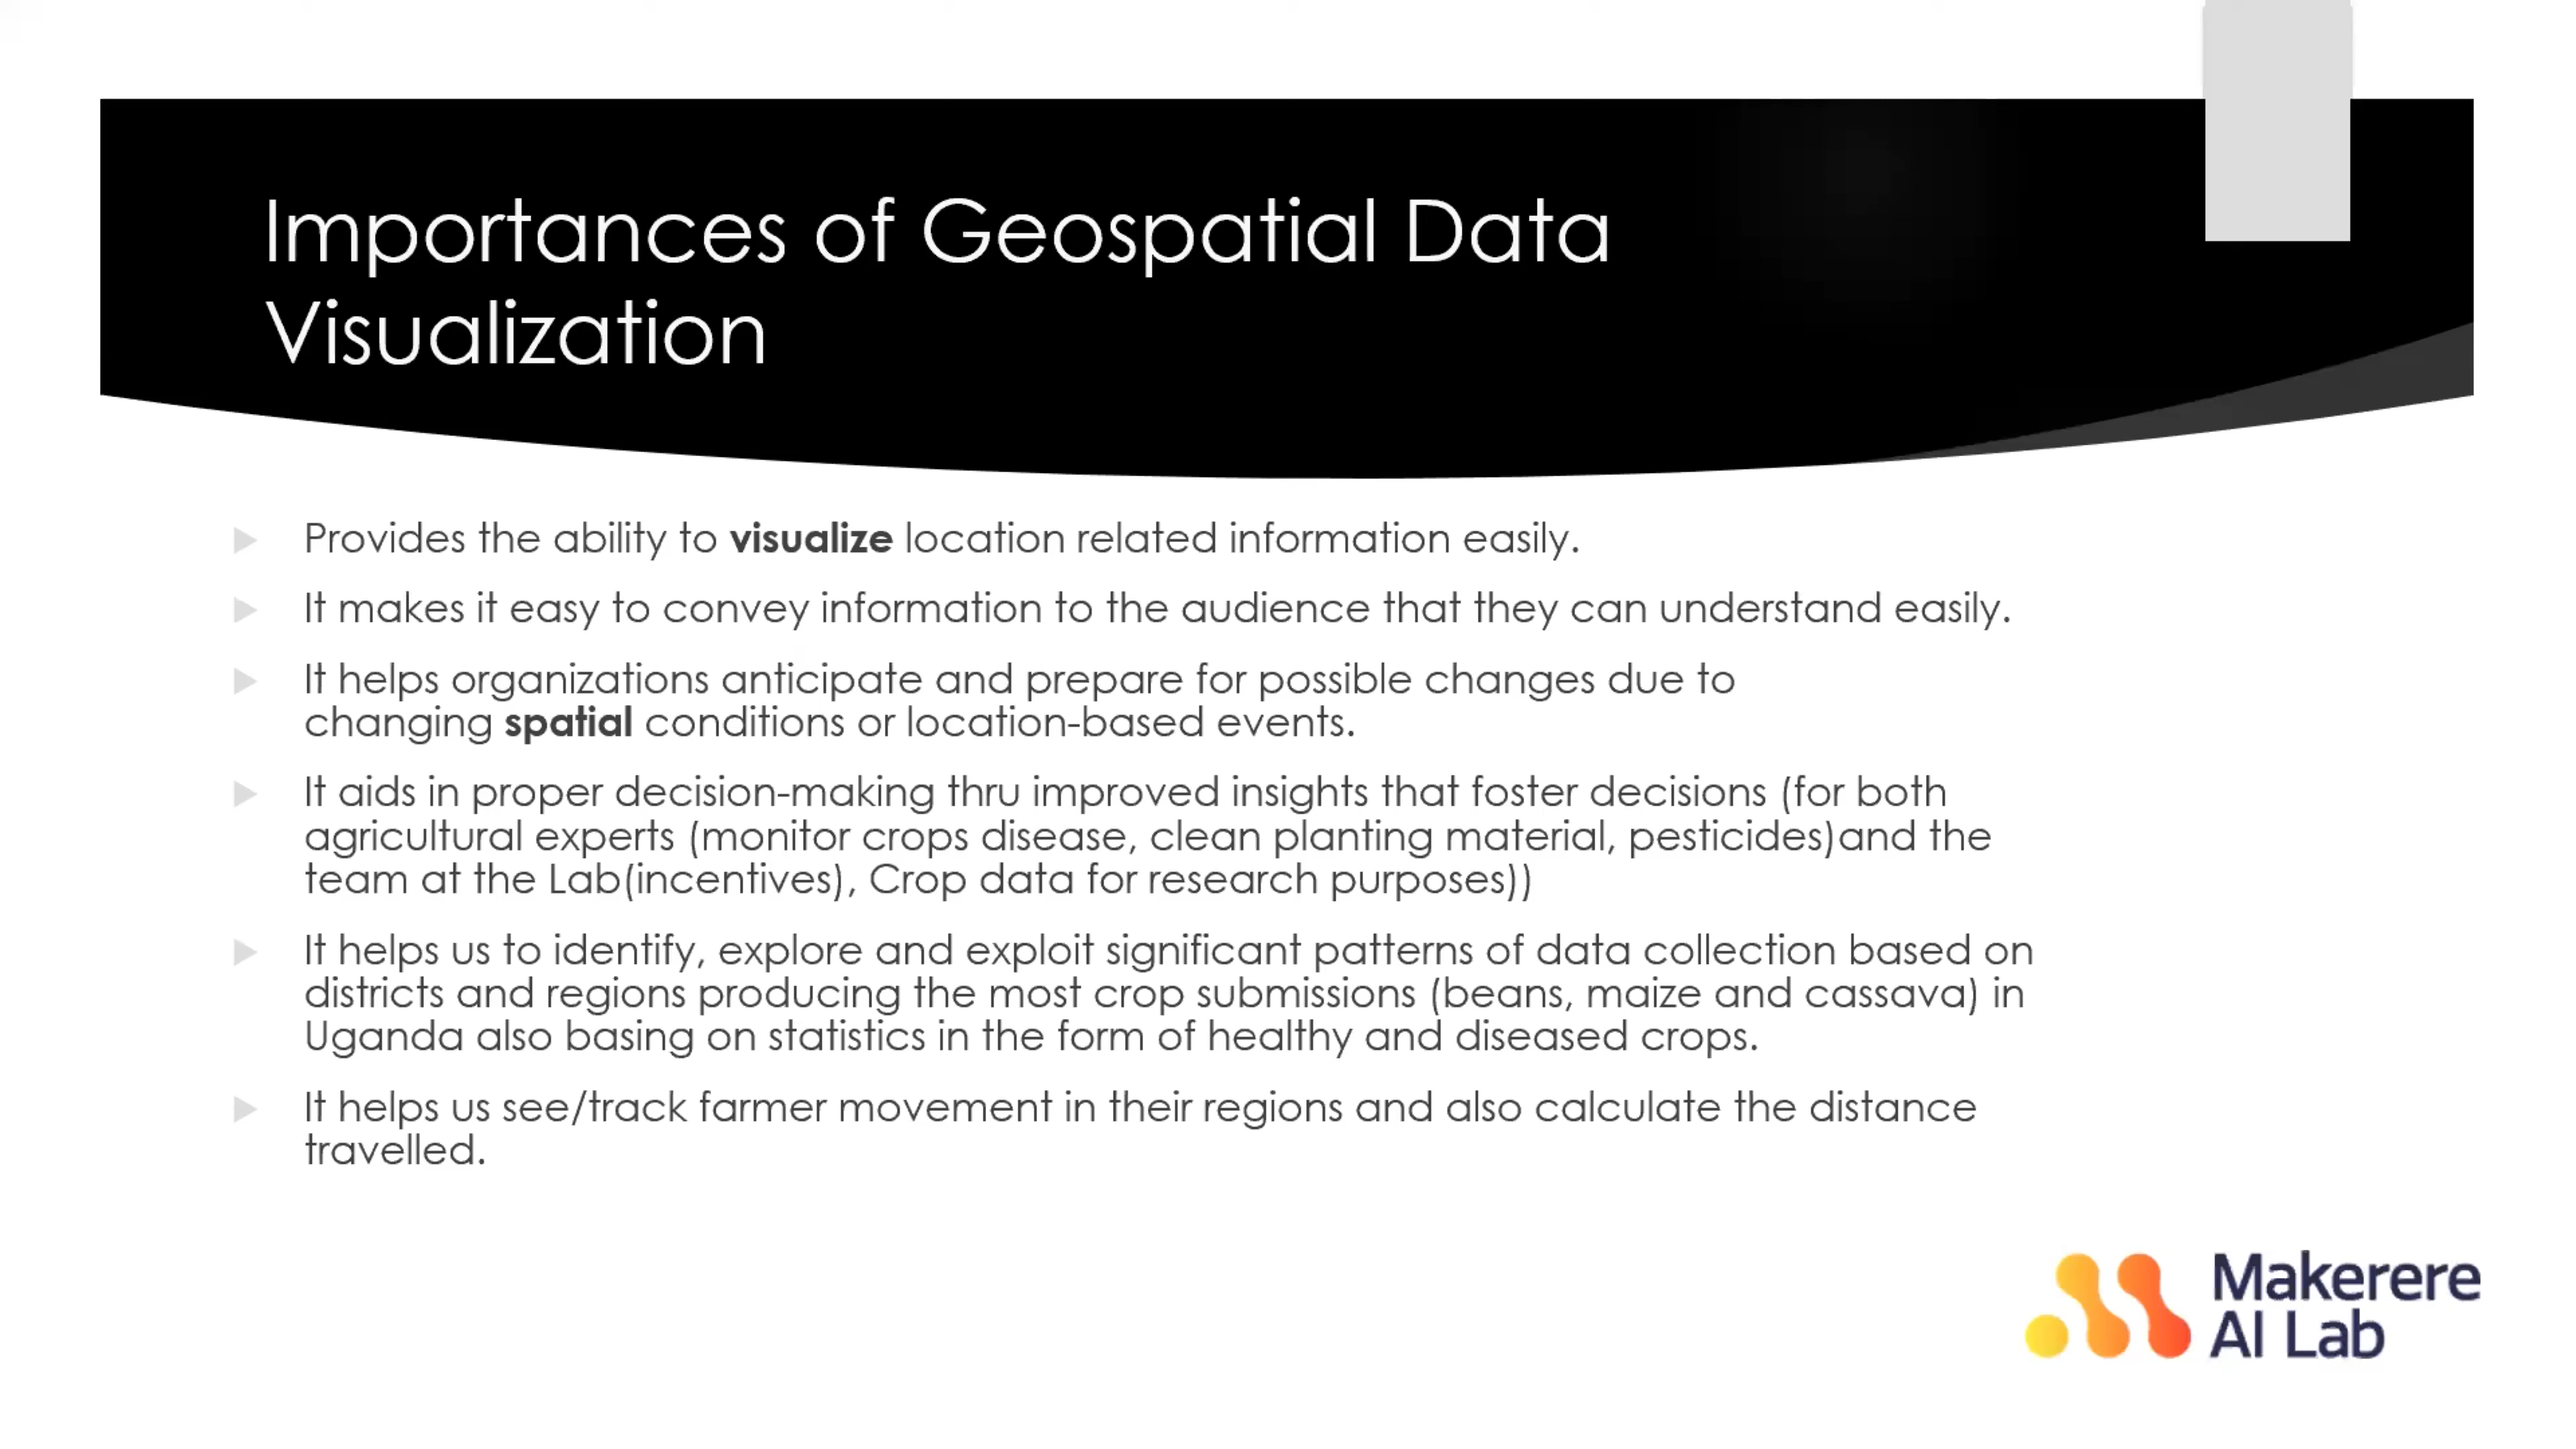 Importances of Geospatial Data
Visualization
Provides the ability to visualize location related information easily.
It makes it easy to convey information to the audience that they can understand easily.
It helps organizations anticipate and prepare for possible changes due to
changing spatial conditions or location-based events.
It aids in proper decision-making thru improved insights that foster decisions (for both
agricultural experts (monitor crops disease, clean planting material, pesticides)and the
team at the Lab(incentives), Crop data for research purposes))
It helps us to identify, explore and exploit significant patterns of data collection based on
districts and regions producing the most crop submissions (beans, maize and cassava) in
Uganda also basing on statistics in the form of healthy and diseased crops.
It helps us see/track farmer movement in their regions and also calculate the distance
travelled.
Makerere
AI Lab